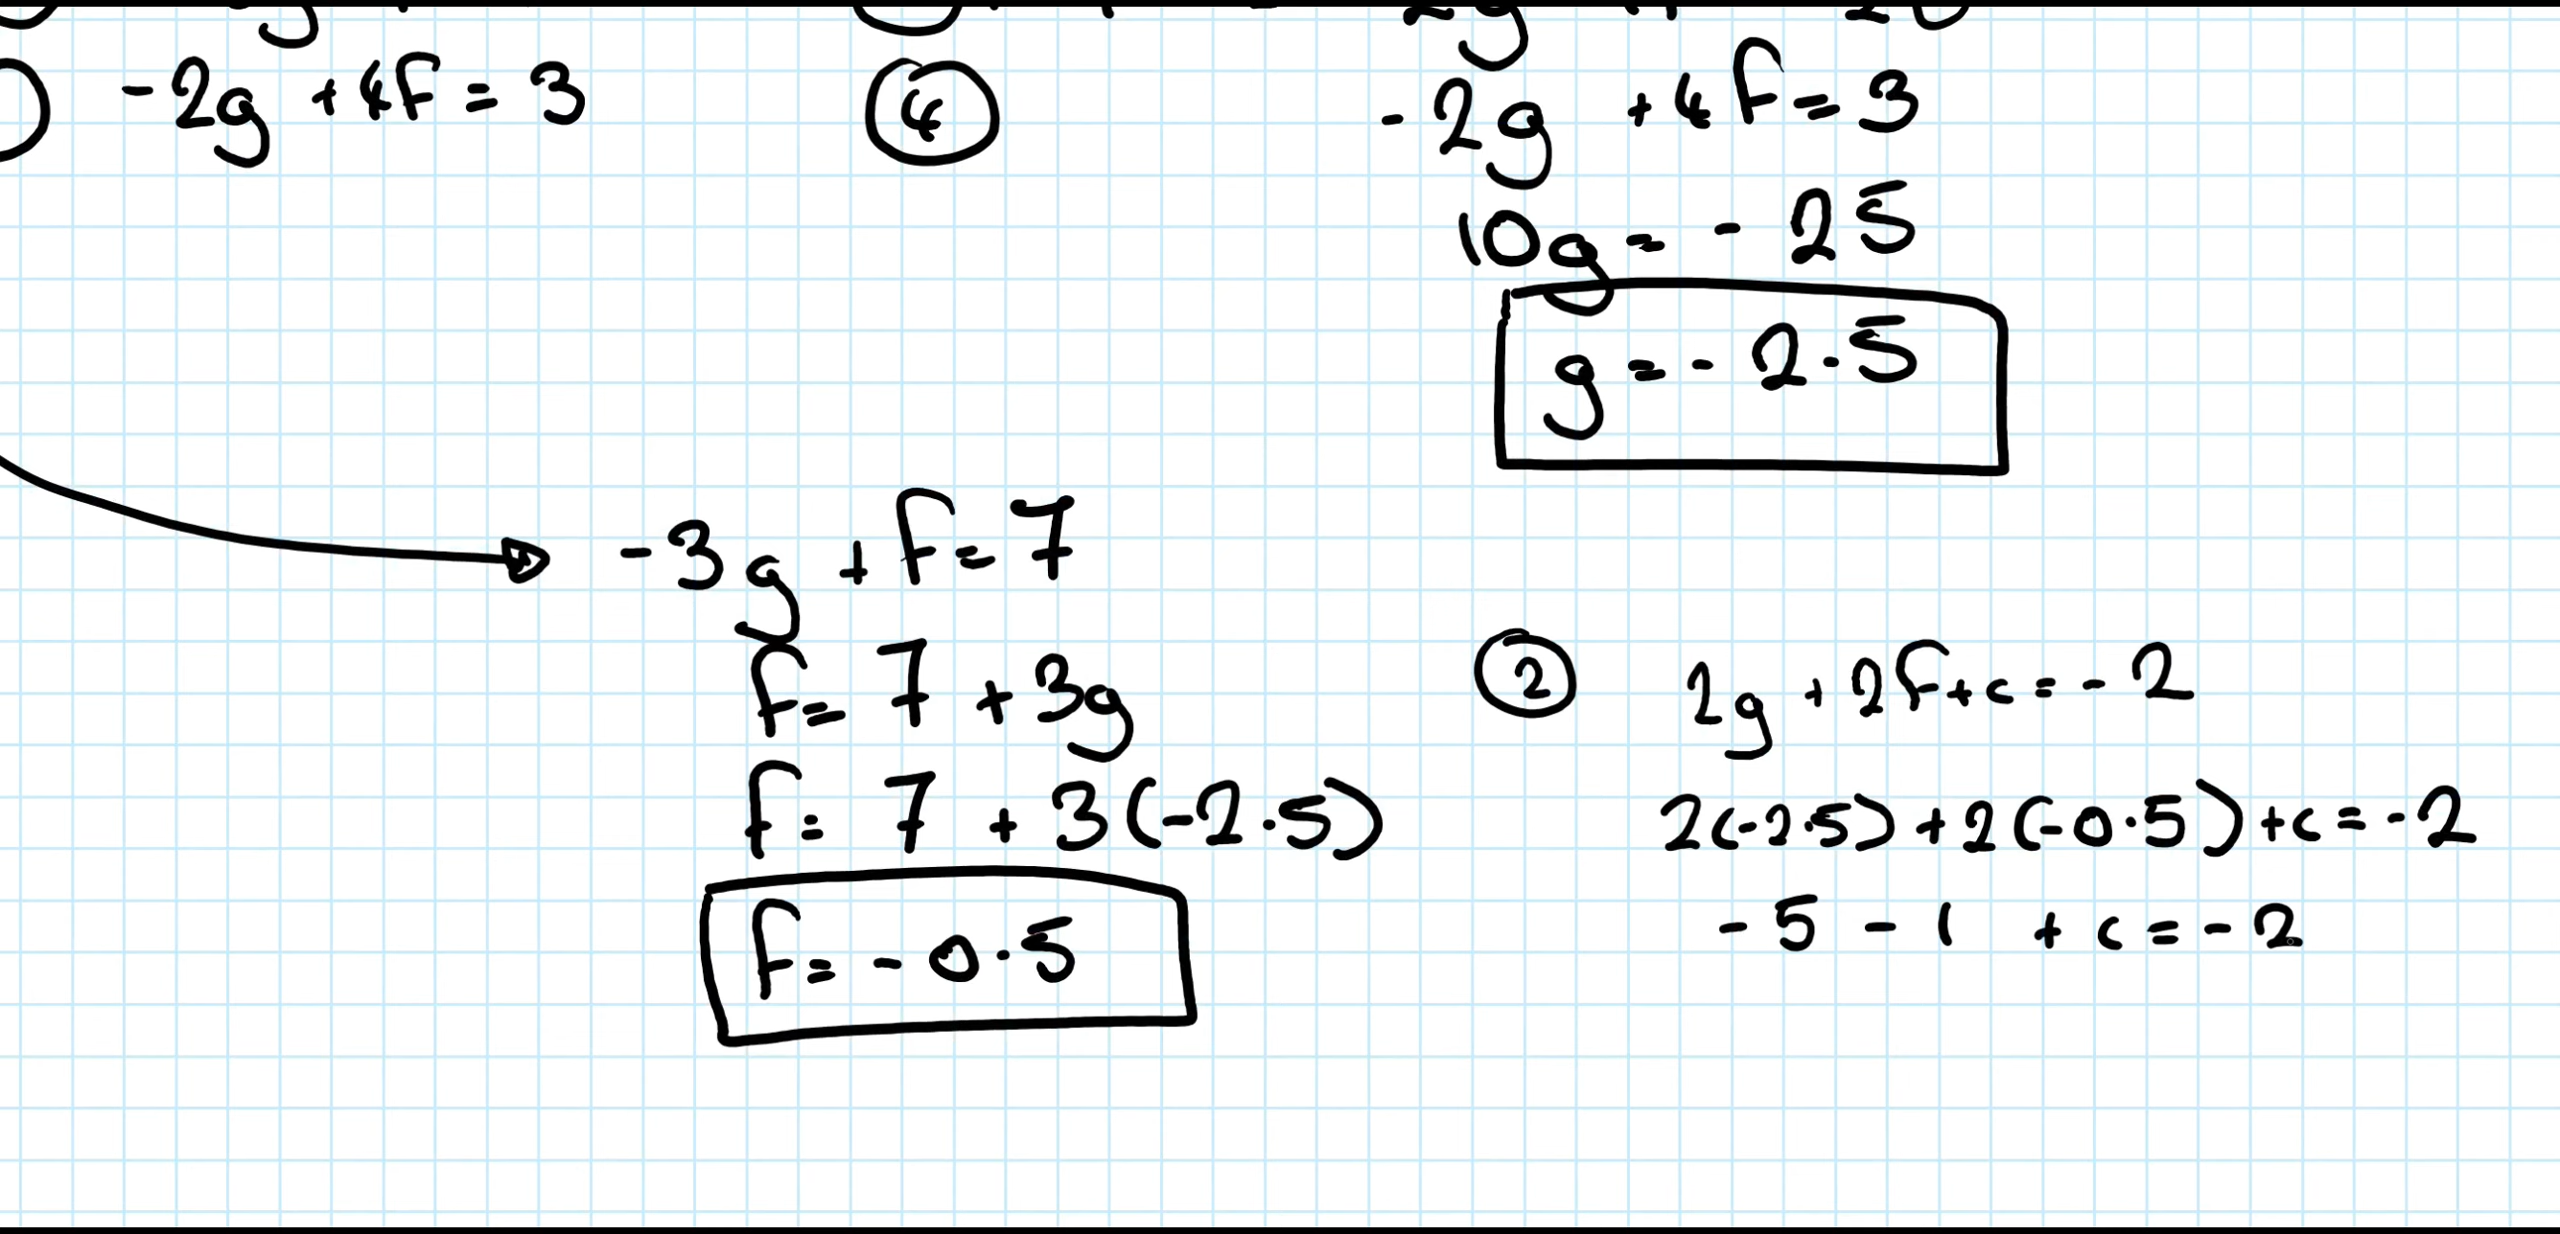 -2g + 4f = 3
④
-2g + 4f = 3
10g = -25
g = -2.5
-3g + f = 7
f = 7 + 3g
f = 7 + 3(-2.5)
f = -0.5
② 2g + 2f + c = -2
2(-2.5) + 2(-0.5) + c = -2
-5 - 1 + c = -2